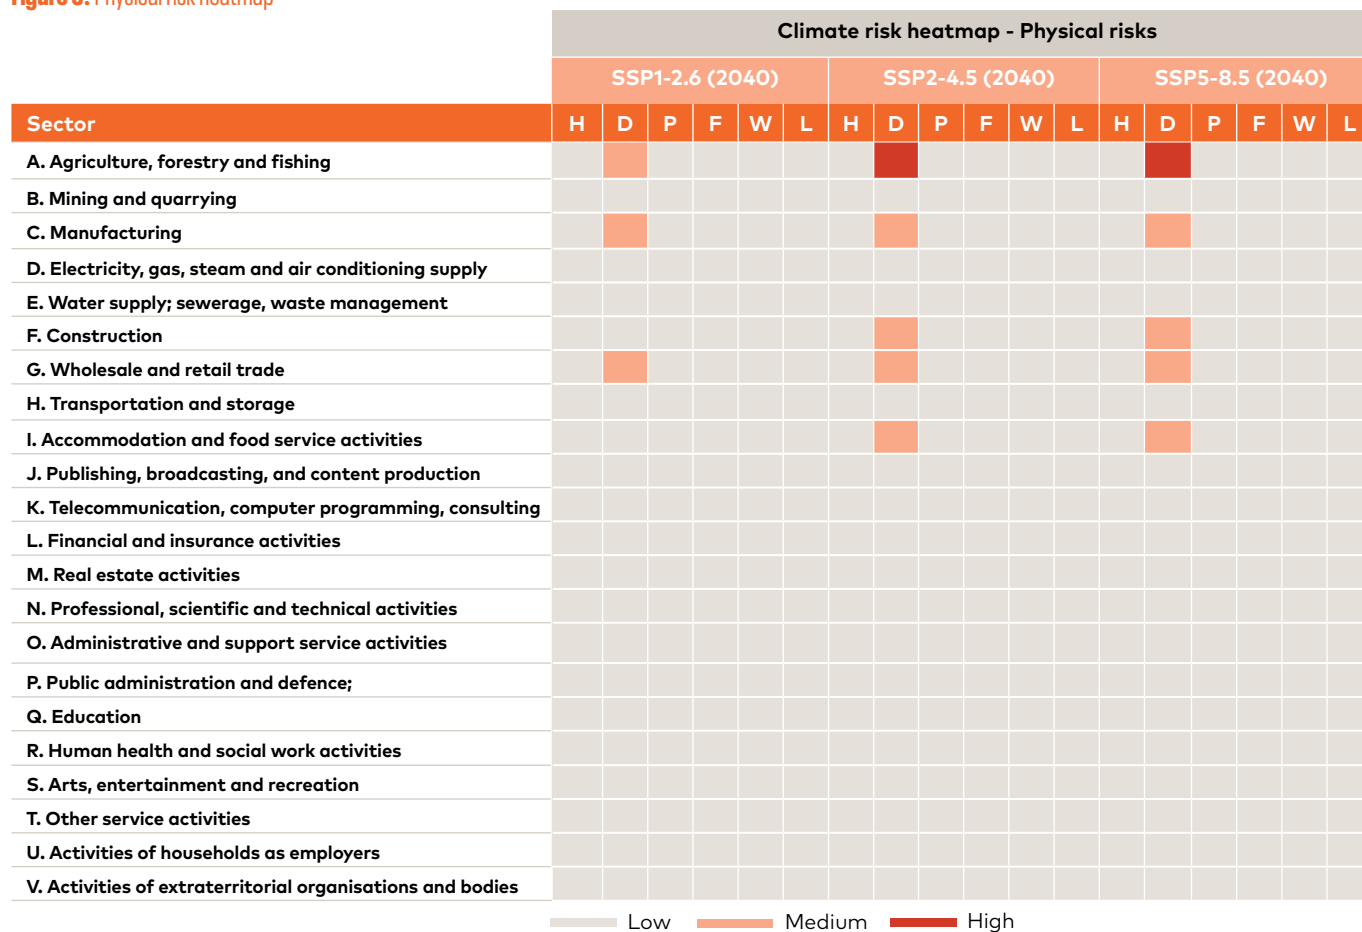 Figure 3. Physical risk heatmap
Climate risk heatmap - Physical risks
SSP1-2.6 (2040) SSP2-4.5 (2040) SSP5-8.5 (2040)
Sector H D P F W L H D P F W L H D P F W L
A. Agriculture, forestry and fishing
B. Mining and quarrying
C. Manufacturing
D. Electricity, gas, steam and air conditioning supply
E. Water supply; sewerage, waste management
F. Construction
G. Wholesale and retail trade
H. Transportation and storage
I. Accommodation and food service activities
J. Publishing, broadcasting, and content production
K. Telecommunication, computer programming, consulting
L. Financial and insurance activities
M. Real estate activities
N. Professional, scientific and technical activities
O. Administrative and support service activities
P. Public administration and defence;
Q. Education
R. Human health and social work activities
S. Arts, entertainment and recreation
T. Other service activities
U. Activities of households as employers
V. Activities of extraterritorial organisations and bodies
Low Medium High